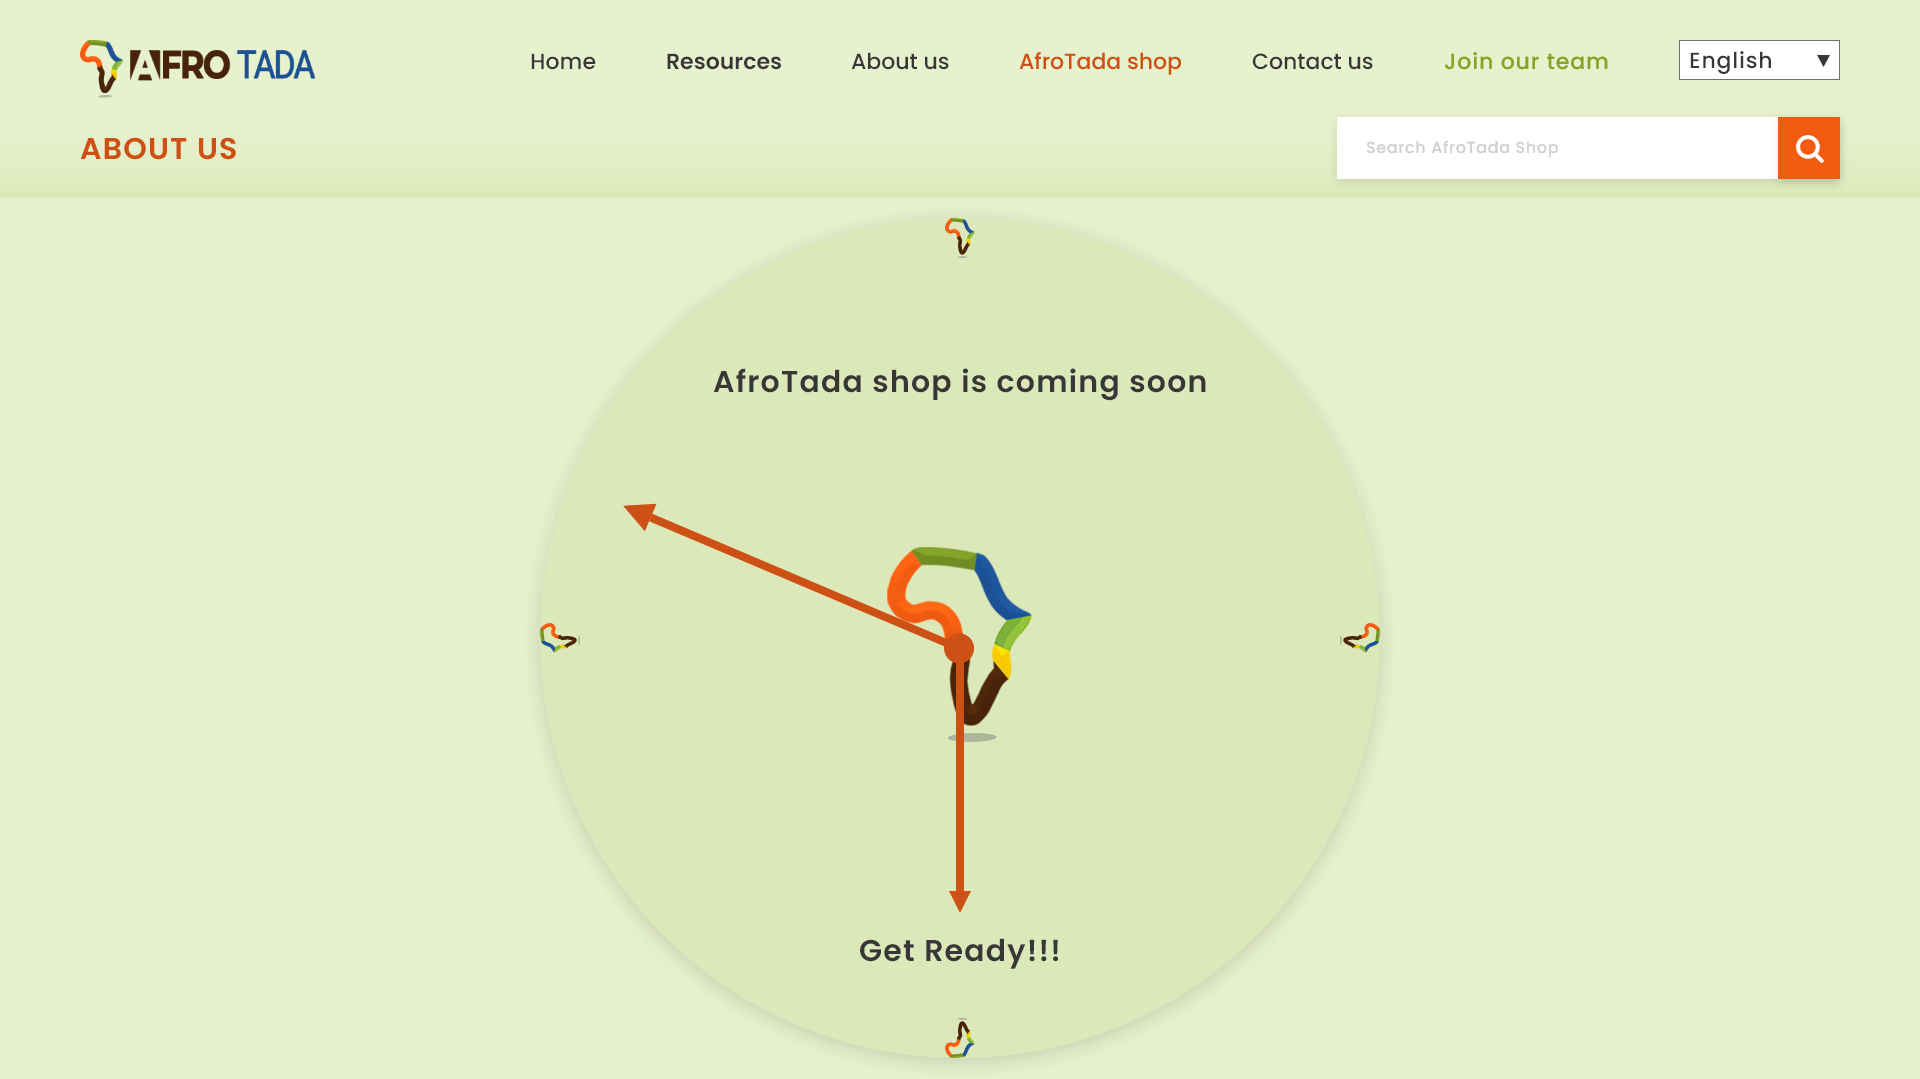 AFRO TADA
Home
Resources
About us
AfroTada shop
Contact us
Join our team
English
ABOUT US
Search AfroTada Shop
AfroTada shop is coming soon
Get Ready!!!